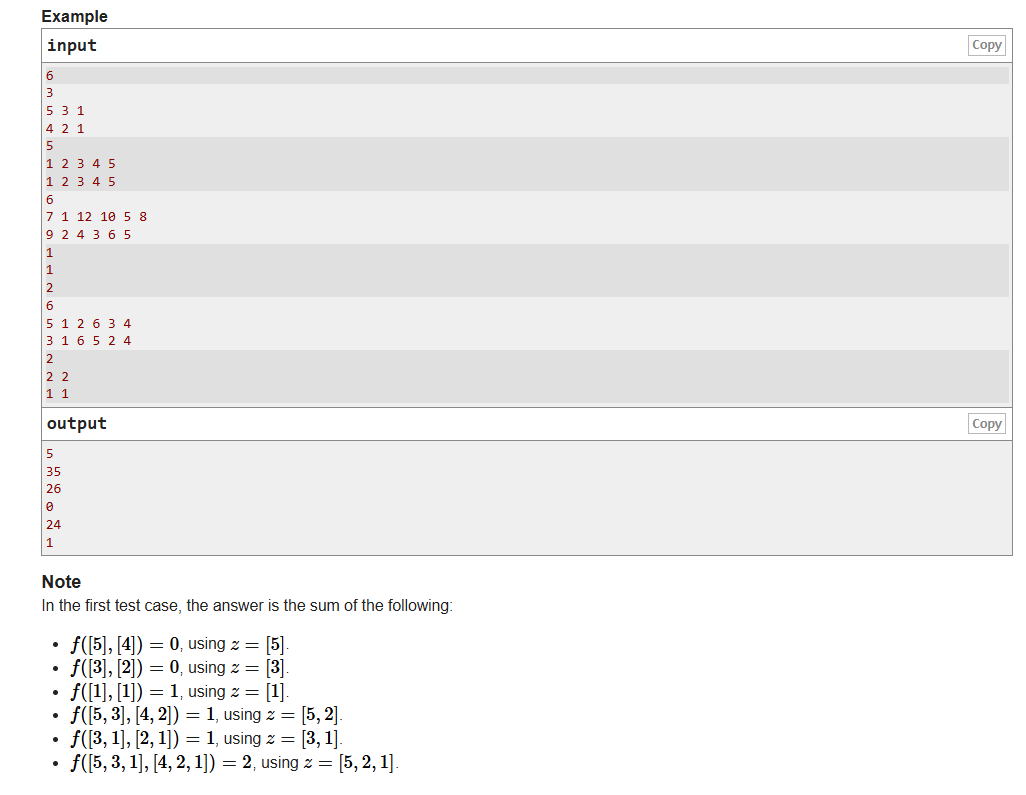 Example
input
Copy
6
3
5 3 1
4 2 1
5
1 2 3 4 5
1 2 3 4 5
6
7 1 12 10 5 8
9 2 4 3 6 5
1
1
2
6
5 1 2 6 3 4
3 1 6 5 2 4
2
2 2
1 1
output
Copy
5
35
26
0
24
1
Note
In the first test case, the answer is the sum of the following:
• f([5], [4]) = 0, using z = [5].
• f([3], [2]) = 0, using z = [3].
• f([1], [1]) = 1, using z = [1].
• f([5, 3], [4, 2]) = 1, using z = [5, 2].
• f([3, 1], [2, 1]) = 1, using z = [3, 1].
• f([5, 3, 1], [4, 2, 1]) = 2, using z = [5, 2, 1].